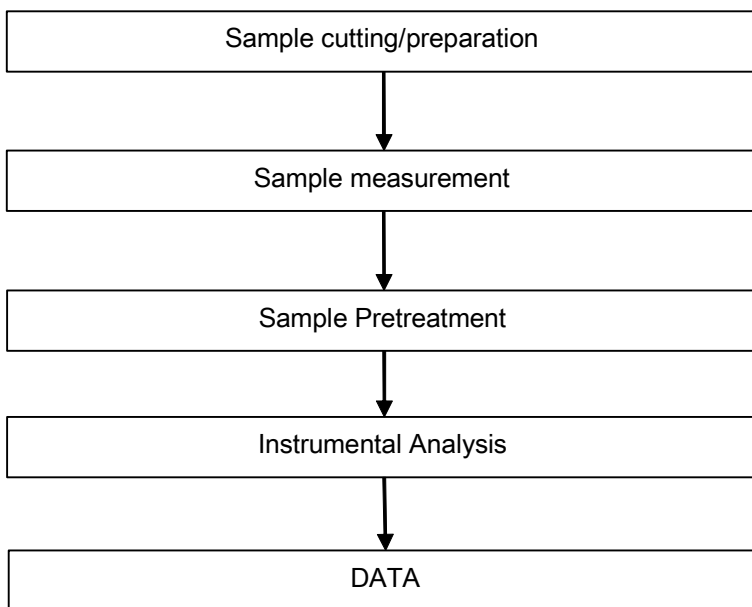 Sample cutting/preparation
Sample measurement
Sample Pretreatment
Instrumental Analysis
DATA